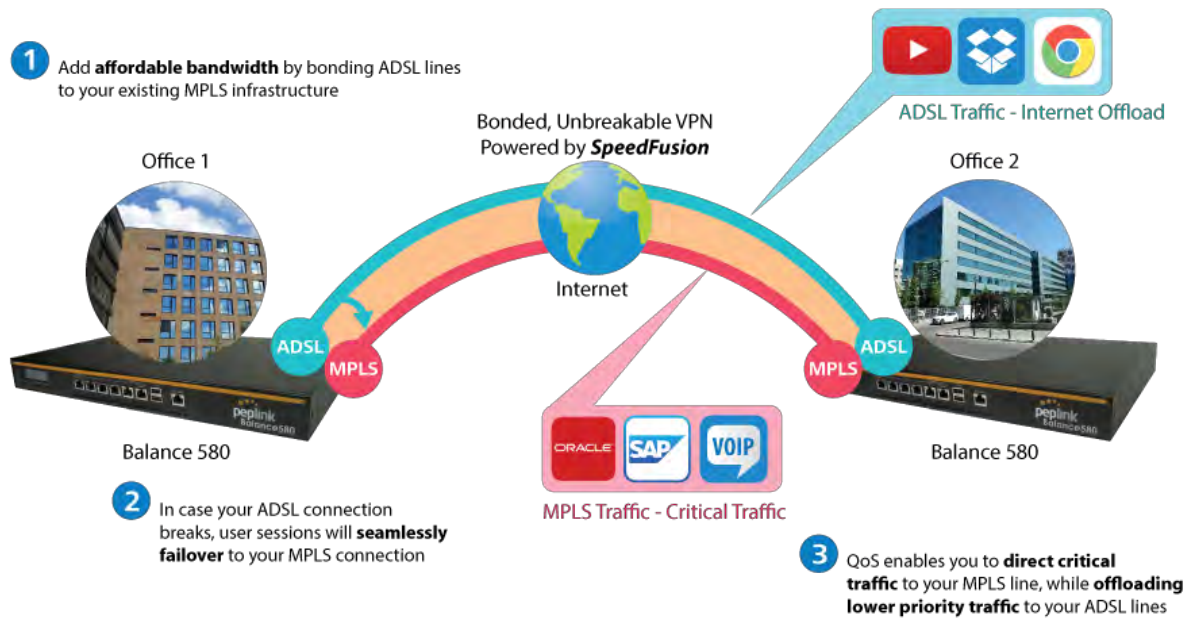 1
Add affordable bandwidth by bonding ADSL lines
to your existing MPLS infrastructure
ADSL Traffic - Internet Offload
Bonded, Unbreakable VPN
Powered by SpeedFusion
Office 1
Office 2
Internet
ADSL
MPLS
MPLS
ADSL
peplink
Balance580
peplink
Balance580
Balance 580
Balance 580
ORACLE
SAP
VOIP
MPLS Traffic - Critical Traffic
2
In case your ADSL connection
breaks, user sessions will seamlessly
failover to your MPLS connection
3
QoS enables you to direct critical
traffic to your MPLS line, while offloading
lower priority traffic to your ADSL lines